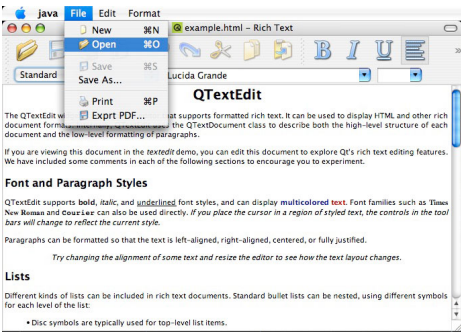 java File Edit Format
example.html – Rich Text
New ⌘N
Open ⌘O
Save ⌘S
Save As...
Print ⌘P
Exprt PDF...
B I U
Standard
Lucida Grande
QTextEdit
The QTextEdit wi hat supports formatted rich text. It can be used to display HTML and other rich
document formats. Internally, QTextEdit uses the QTextDocument class to describe both the high-level structure of each
document and the low-level formatting of paragraphs.
If you are viewing this document in the textedit demo, you can edit this document to explore Qt's rich text editing features.
We have included some comments in each of the following sections to encourage you to experiment.
Font and Paragraph Styles
QTextEdit supports bold, italic, and underlined font styles, and can display multicolored text. Font families such as Times
New Roman and Courier can also be used directly. If you place the cursor in a region of styled text, the controls in the tool
bars will change to reflect the current style.
Paragraphs can be formatted so that the text is left-aligned, right-aligned, centered, or fully justified.
Try changing the alignment of some text and resize the editor to see how the text layout changes.
Lists
Different kinds of lists can be included in rich text documents. Standard bullet lists can be nested, using different symbols
for each level of the list:
• Disc symbols are typically used for top-level list items.